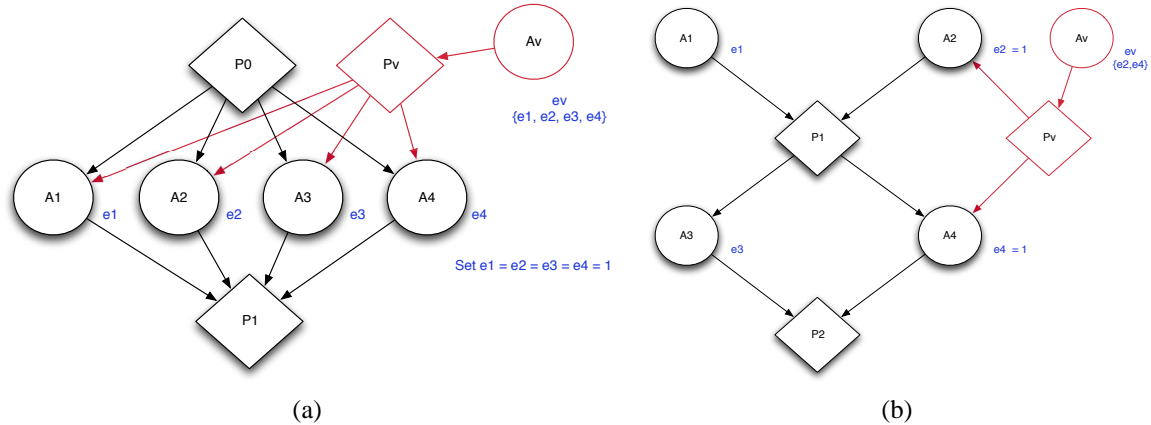 P0
Pv
Av
ev
{e1, e2, e3, e4}
A1
e1
A2
e2
A3
e3
A4
e4
Set e1 = e2 = e3 = e4 = 1
P1
(a)
A1
e1
A2
e2 = 1
Av
ev
{e2,e4}
P1
Pv
A3
e3
A4
e4 = 1
P2
(b)